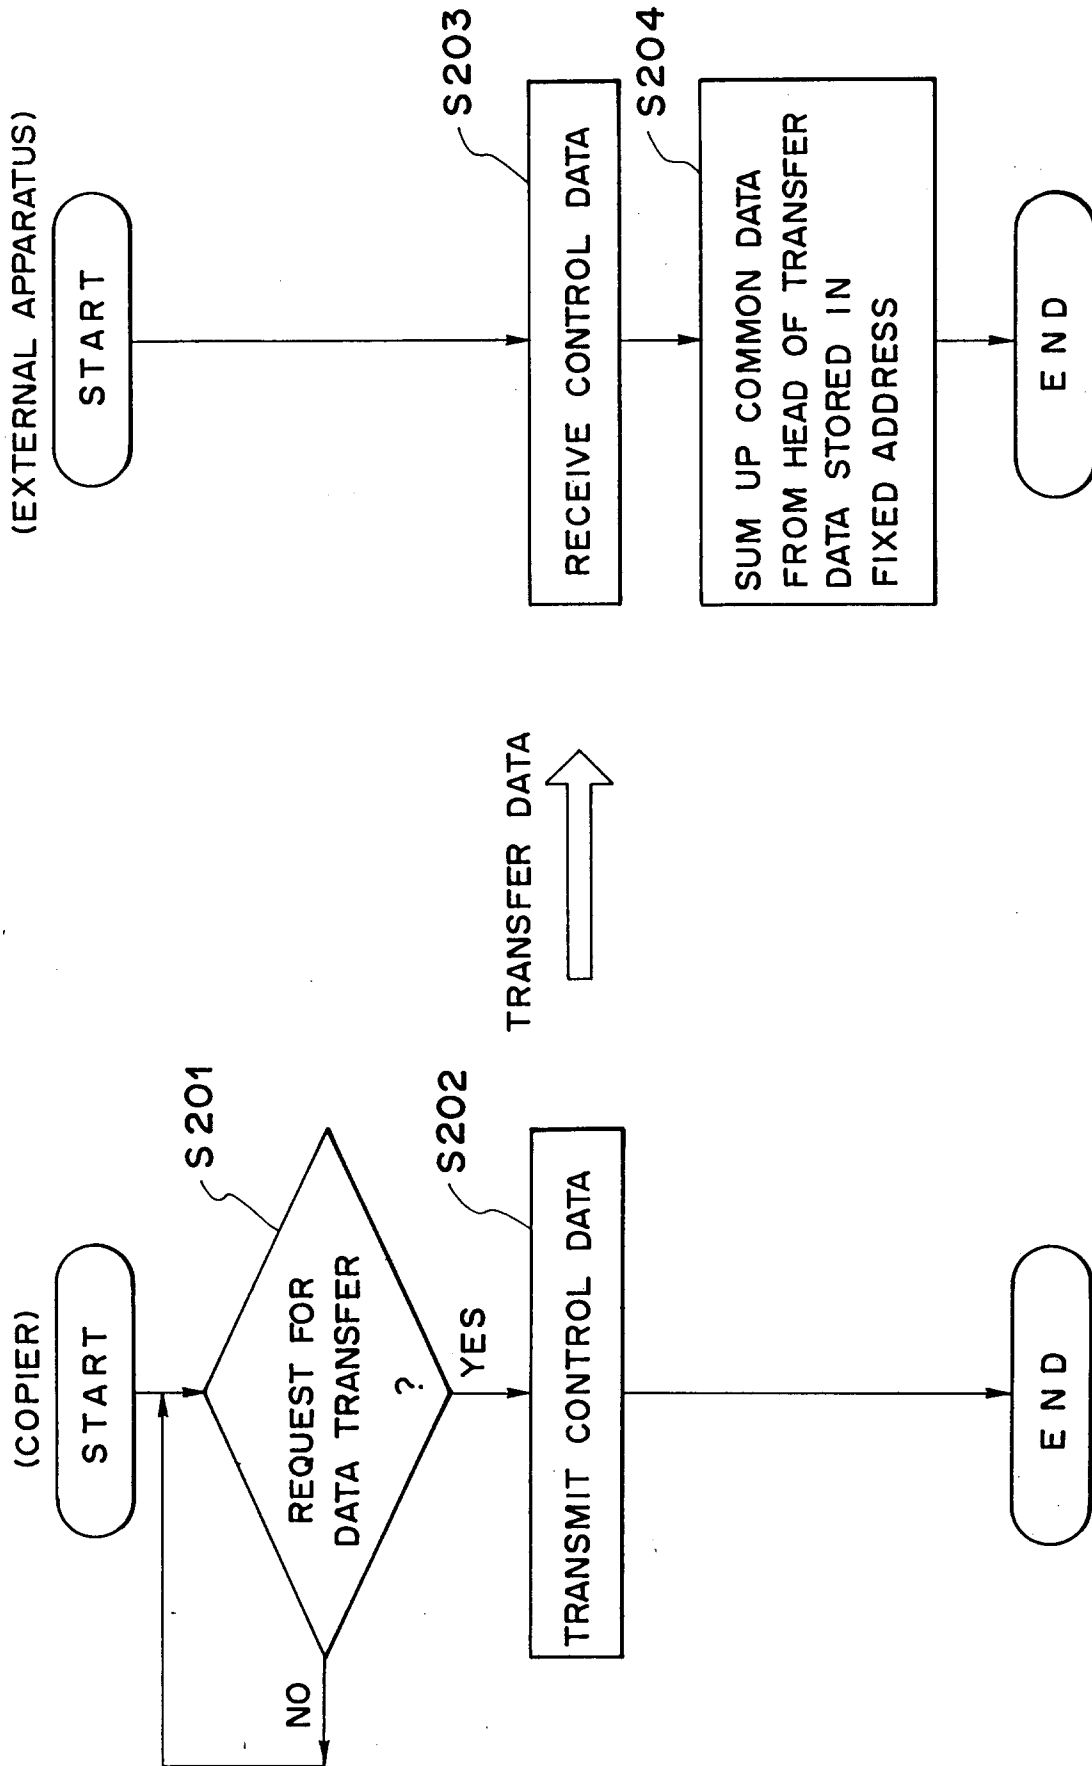 (COPIER)
START
S201
REQUEST FOR
DATA TRANSFER
?
NO
YES
S202
TRANSMIT CONTROL DATA
END
TRANSFER DATA
(EXTERNAL APPARATUS)
START
S203
RECEIVE CONTROL DATA
S204
SUM UP COMMON DATA
FROM HEAD OF TRANSFER
DATA STORED IN
FIXED ADDRESS
END